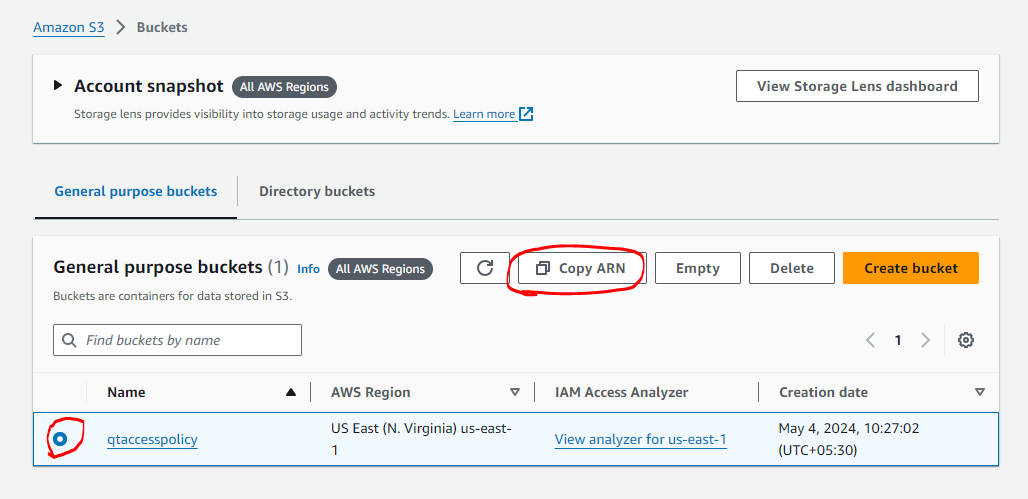 Amazon S3 > Buckets
Account snapshot All AWS Regions View Storage Lens dashboard
Storage lens provides visibility into storage usage and activity trends. Learn more
General purpose buckets Directory buckets
General purpose buckets (1) Info All AWS Regions Copy ARN Empty Delete Create bucket
Buckets are containers for data stored in S3.
Find buckets by name 1
Name AWS Region IAM Access Analyzer Creation date
qtaccesspolicy US East (N. Virginia) us-east-1 View analyzer for us-east-1 May 4, 2024, 10:27:02 (UTC+05:30)